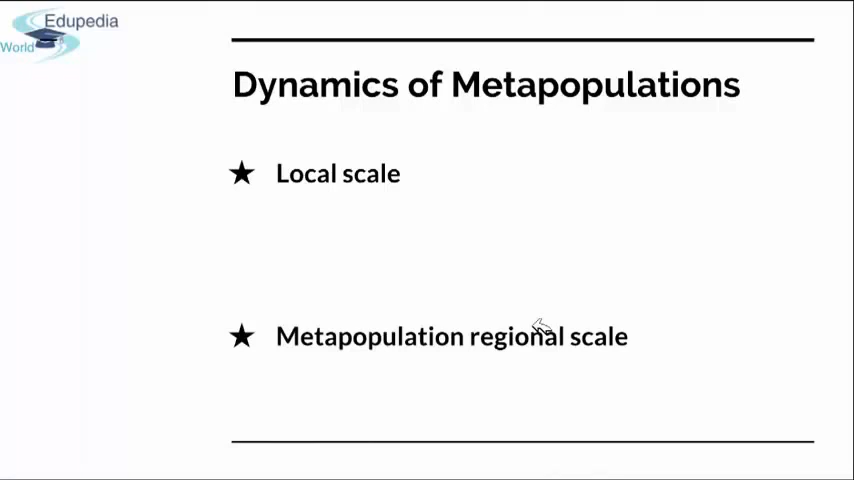 Edupedia
World
Dynamics of Metapopulations
★ Local scale
★ Metapopulation regional scale